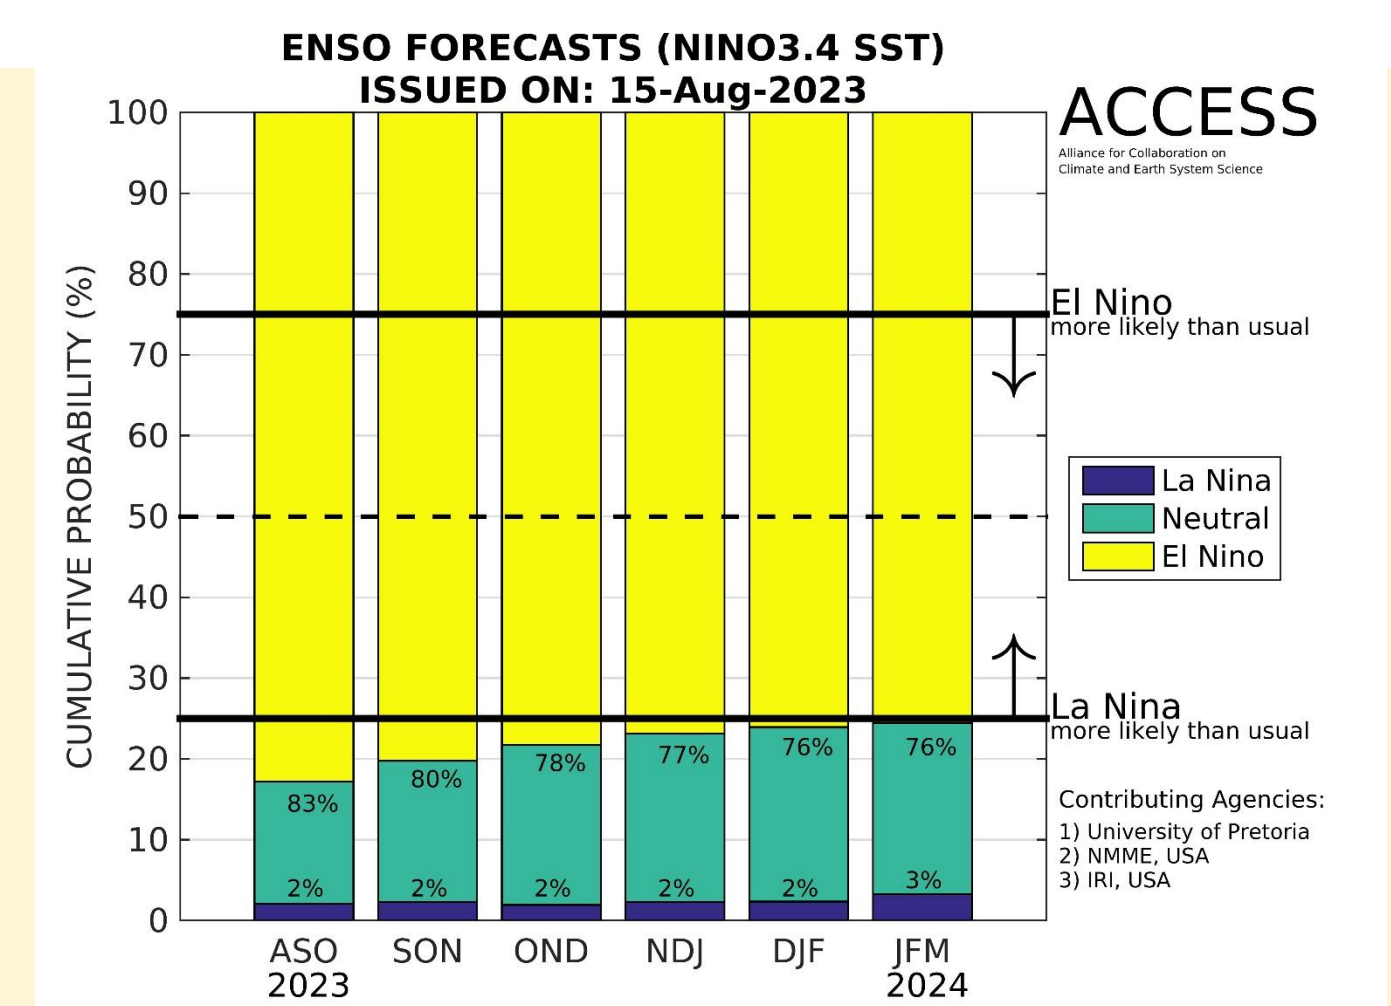 ENSO FORECASTS (NINO3.4 SST)
ISSUED ON: 15-Aug-2023
ACCESS
Alliance for Collaboration on
Climate and Earth System Science
CUMULATIVE PROBABILITY (%)
100
90
80
70
60
50
40
30
20
10
0
El Nino
more likely than usual
La Nina
Neutral
El Nino
La Nina
more likely than usual
83% 80% 78% 77% 76% 76%
2% 2% 2% 2% 2% 3%
Contributing Agencies:
1) University of Pretoria
2) NMME, USA
3) IRI, USA
ASO SON OND NDJ DJF JFM
2023 2024